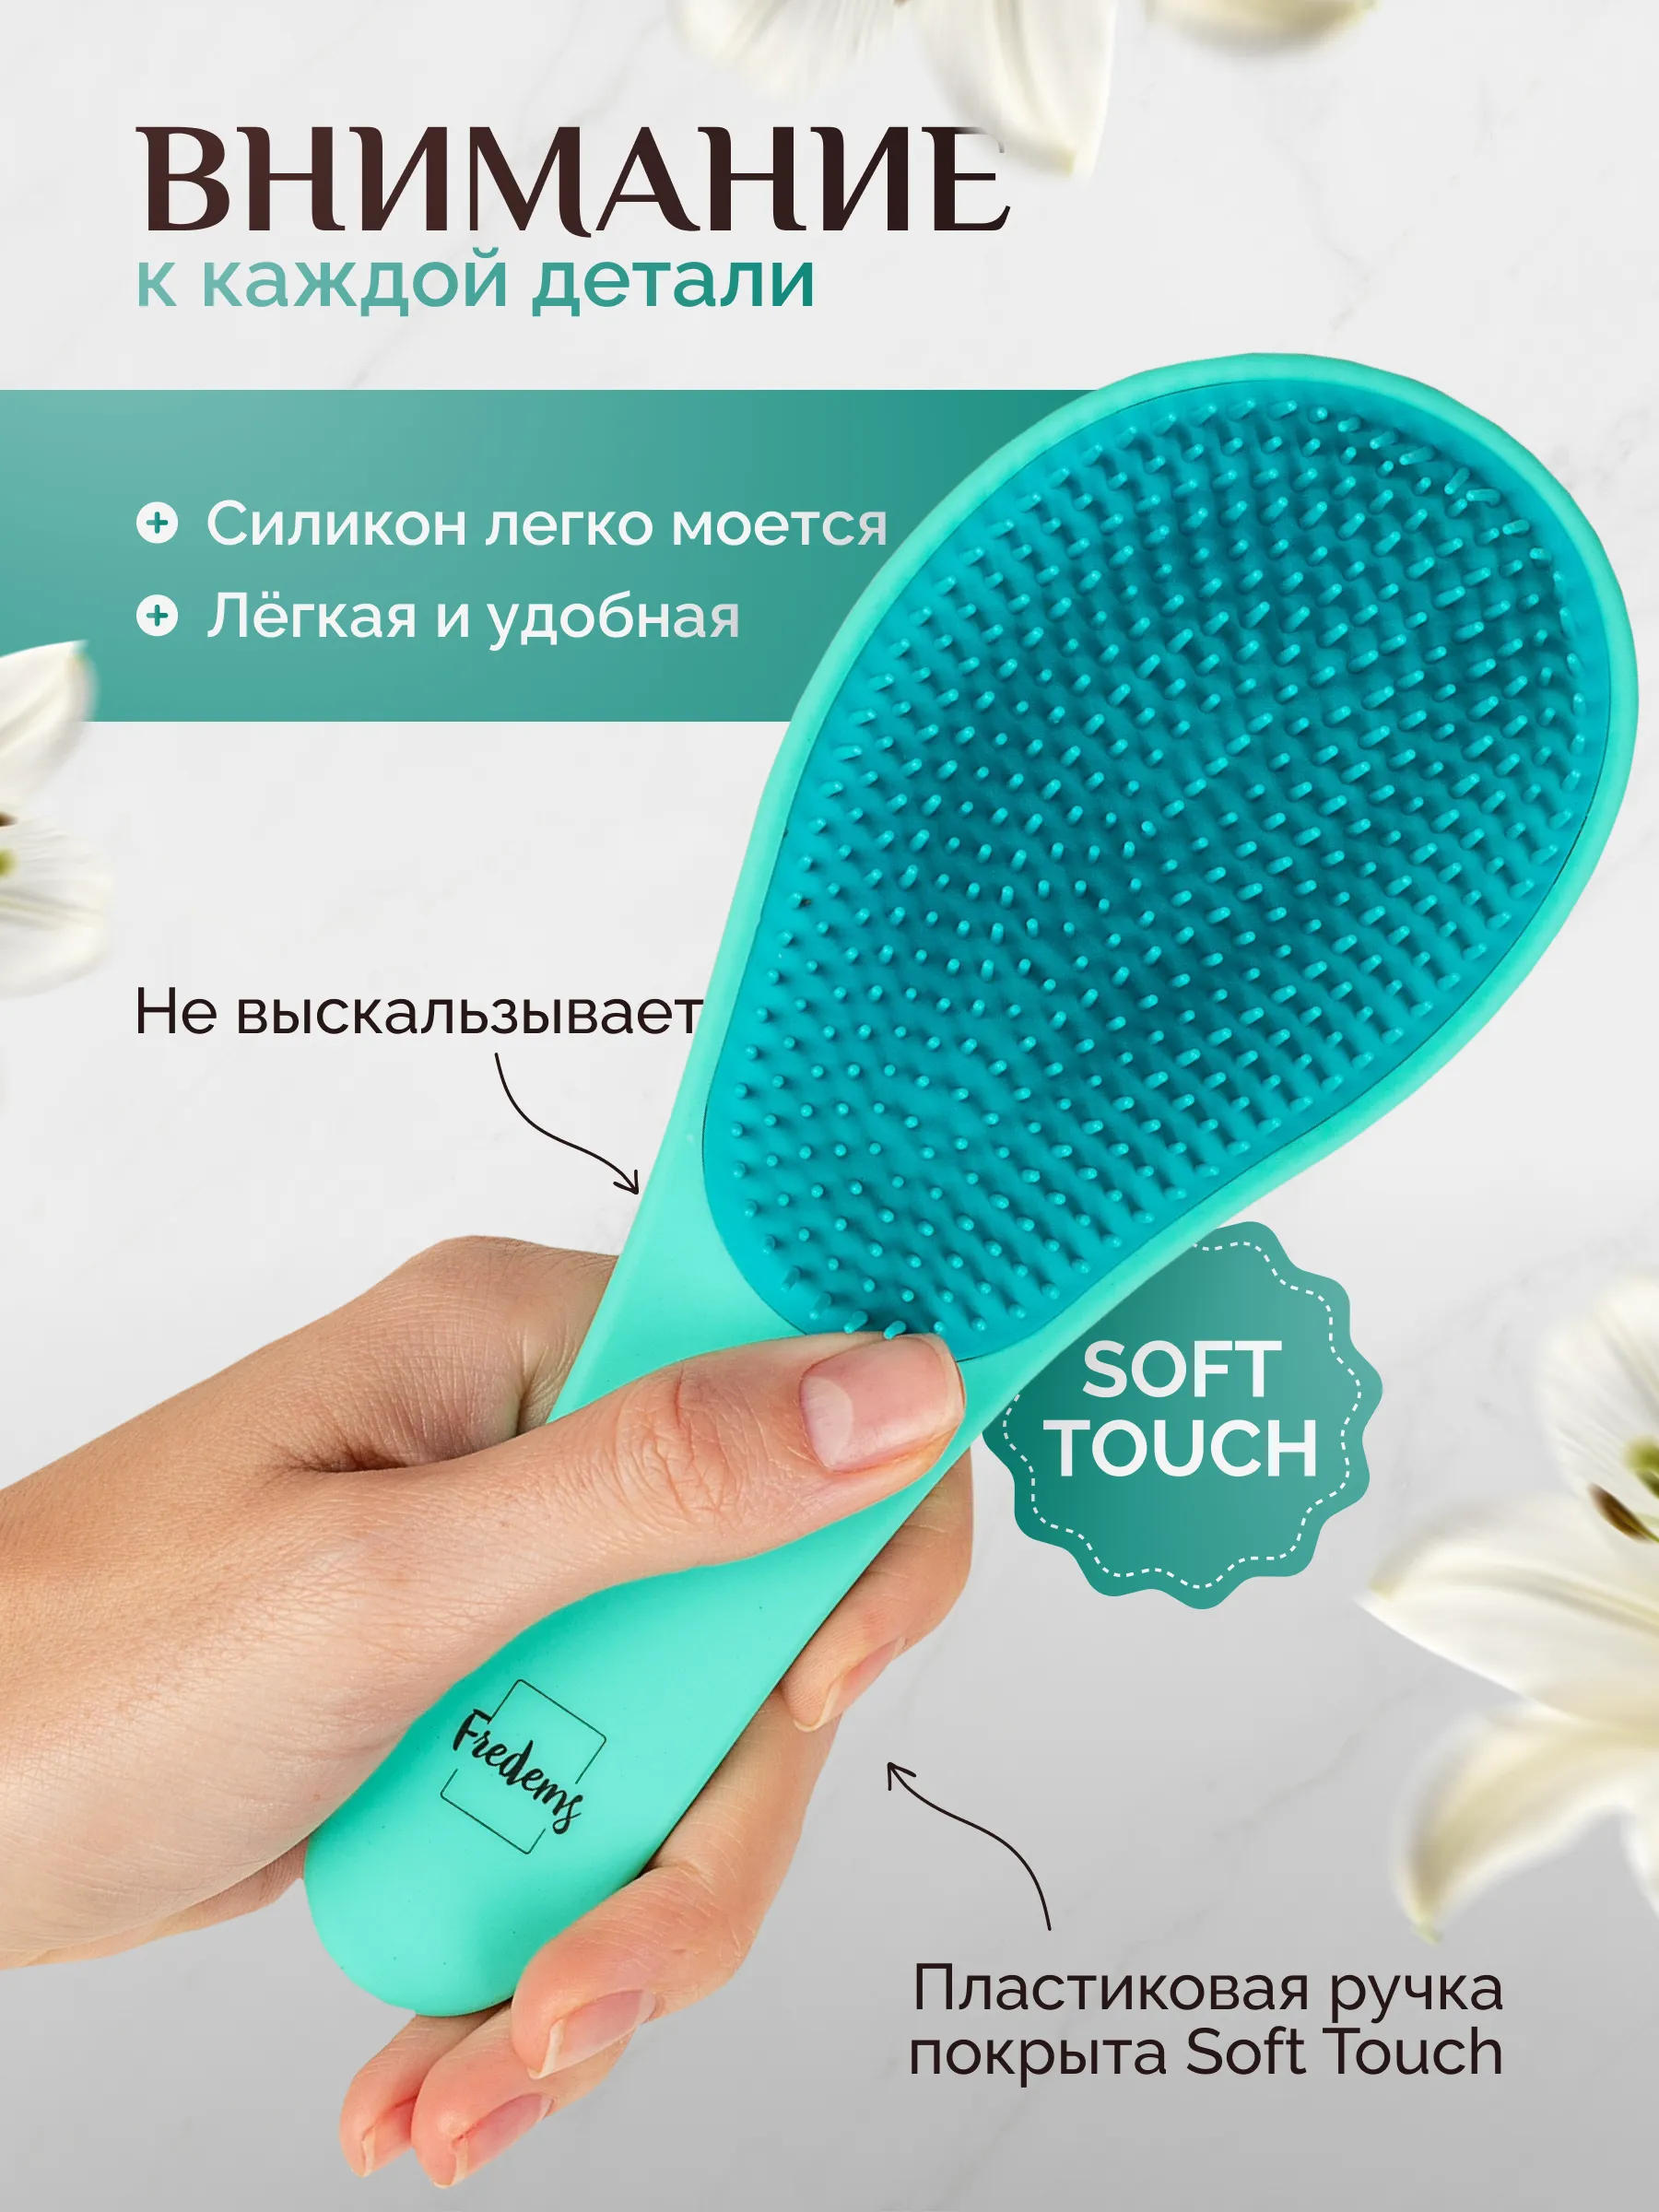 ВНИМАНИЕ
к каждой детали
Силикон легко моется
Лёгкая и удобная
Не выскальзывает
SOFT
TOUCH
Fredems
Пластиковая ручка
покрыта Soft Touch